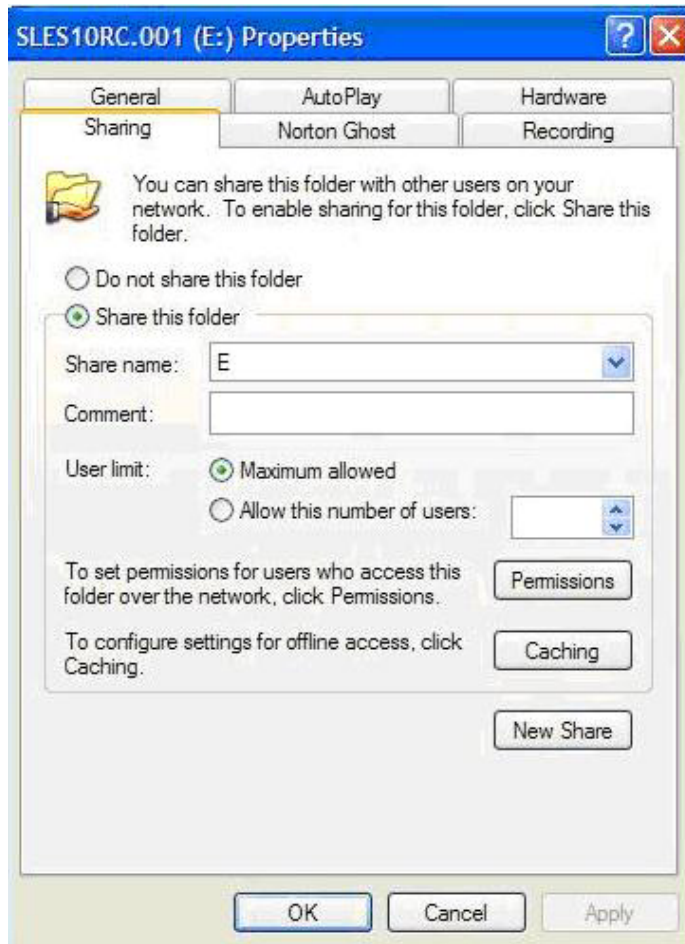 SLES10RC.001 (E:) Properties
General AutoPlay Hardware
Sharing Norton Ghost Recording
You can share this folder with other users on your
network. To enable sharing for this folder, click Share this
folder.
Do not share this folder
Share this folder
Share name: E
Comment:
User limit: Maximum allowed
Allow this number of users:
To set permissions for users who access this
folder over the network, click Permissions.
Permissions
To configure settings for offline access, click
Caching.
Caching
New Share
OK Cancel Apply